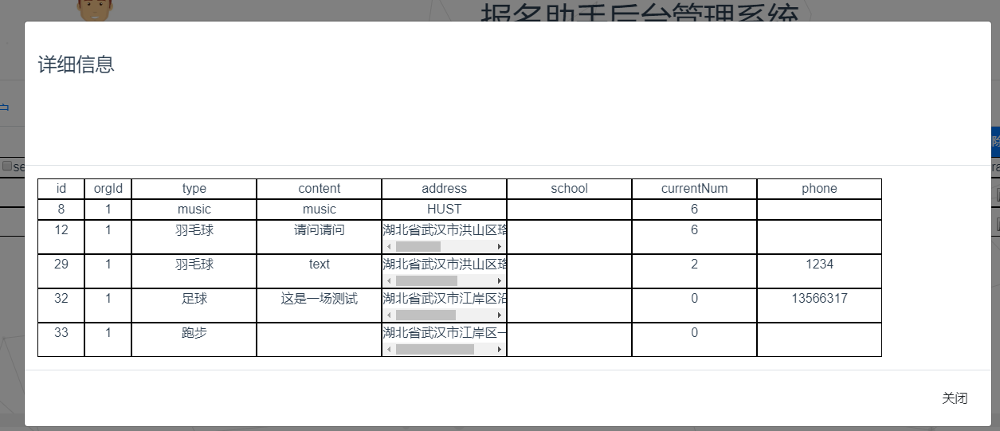 报名助手后台管理系统
详细信息
id orgId type content address school currentNum phone
8 1 music music HUST 6
12 1 羽毛球 请问请问 湖北省武汉市洪山区珞 6
29 1 羽毛球 text 湖北省武汉市洪山区珞 2 1234
32 1 足球 这是一场测试 湖北省武汉市江岸区沿 0 13566317
33 1 跑步 湖北省武汉市江岸区一 0
关闭